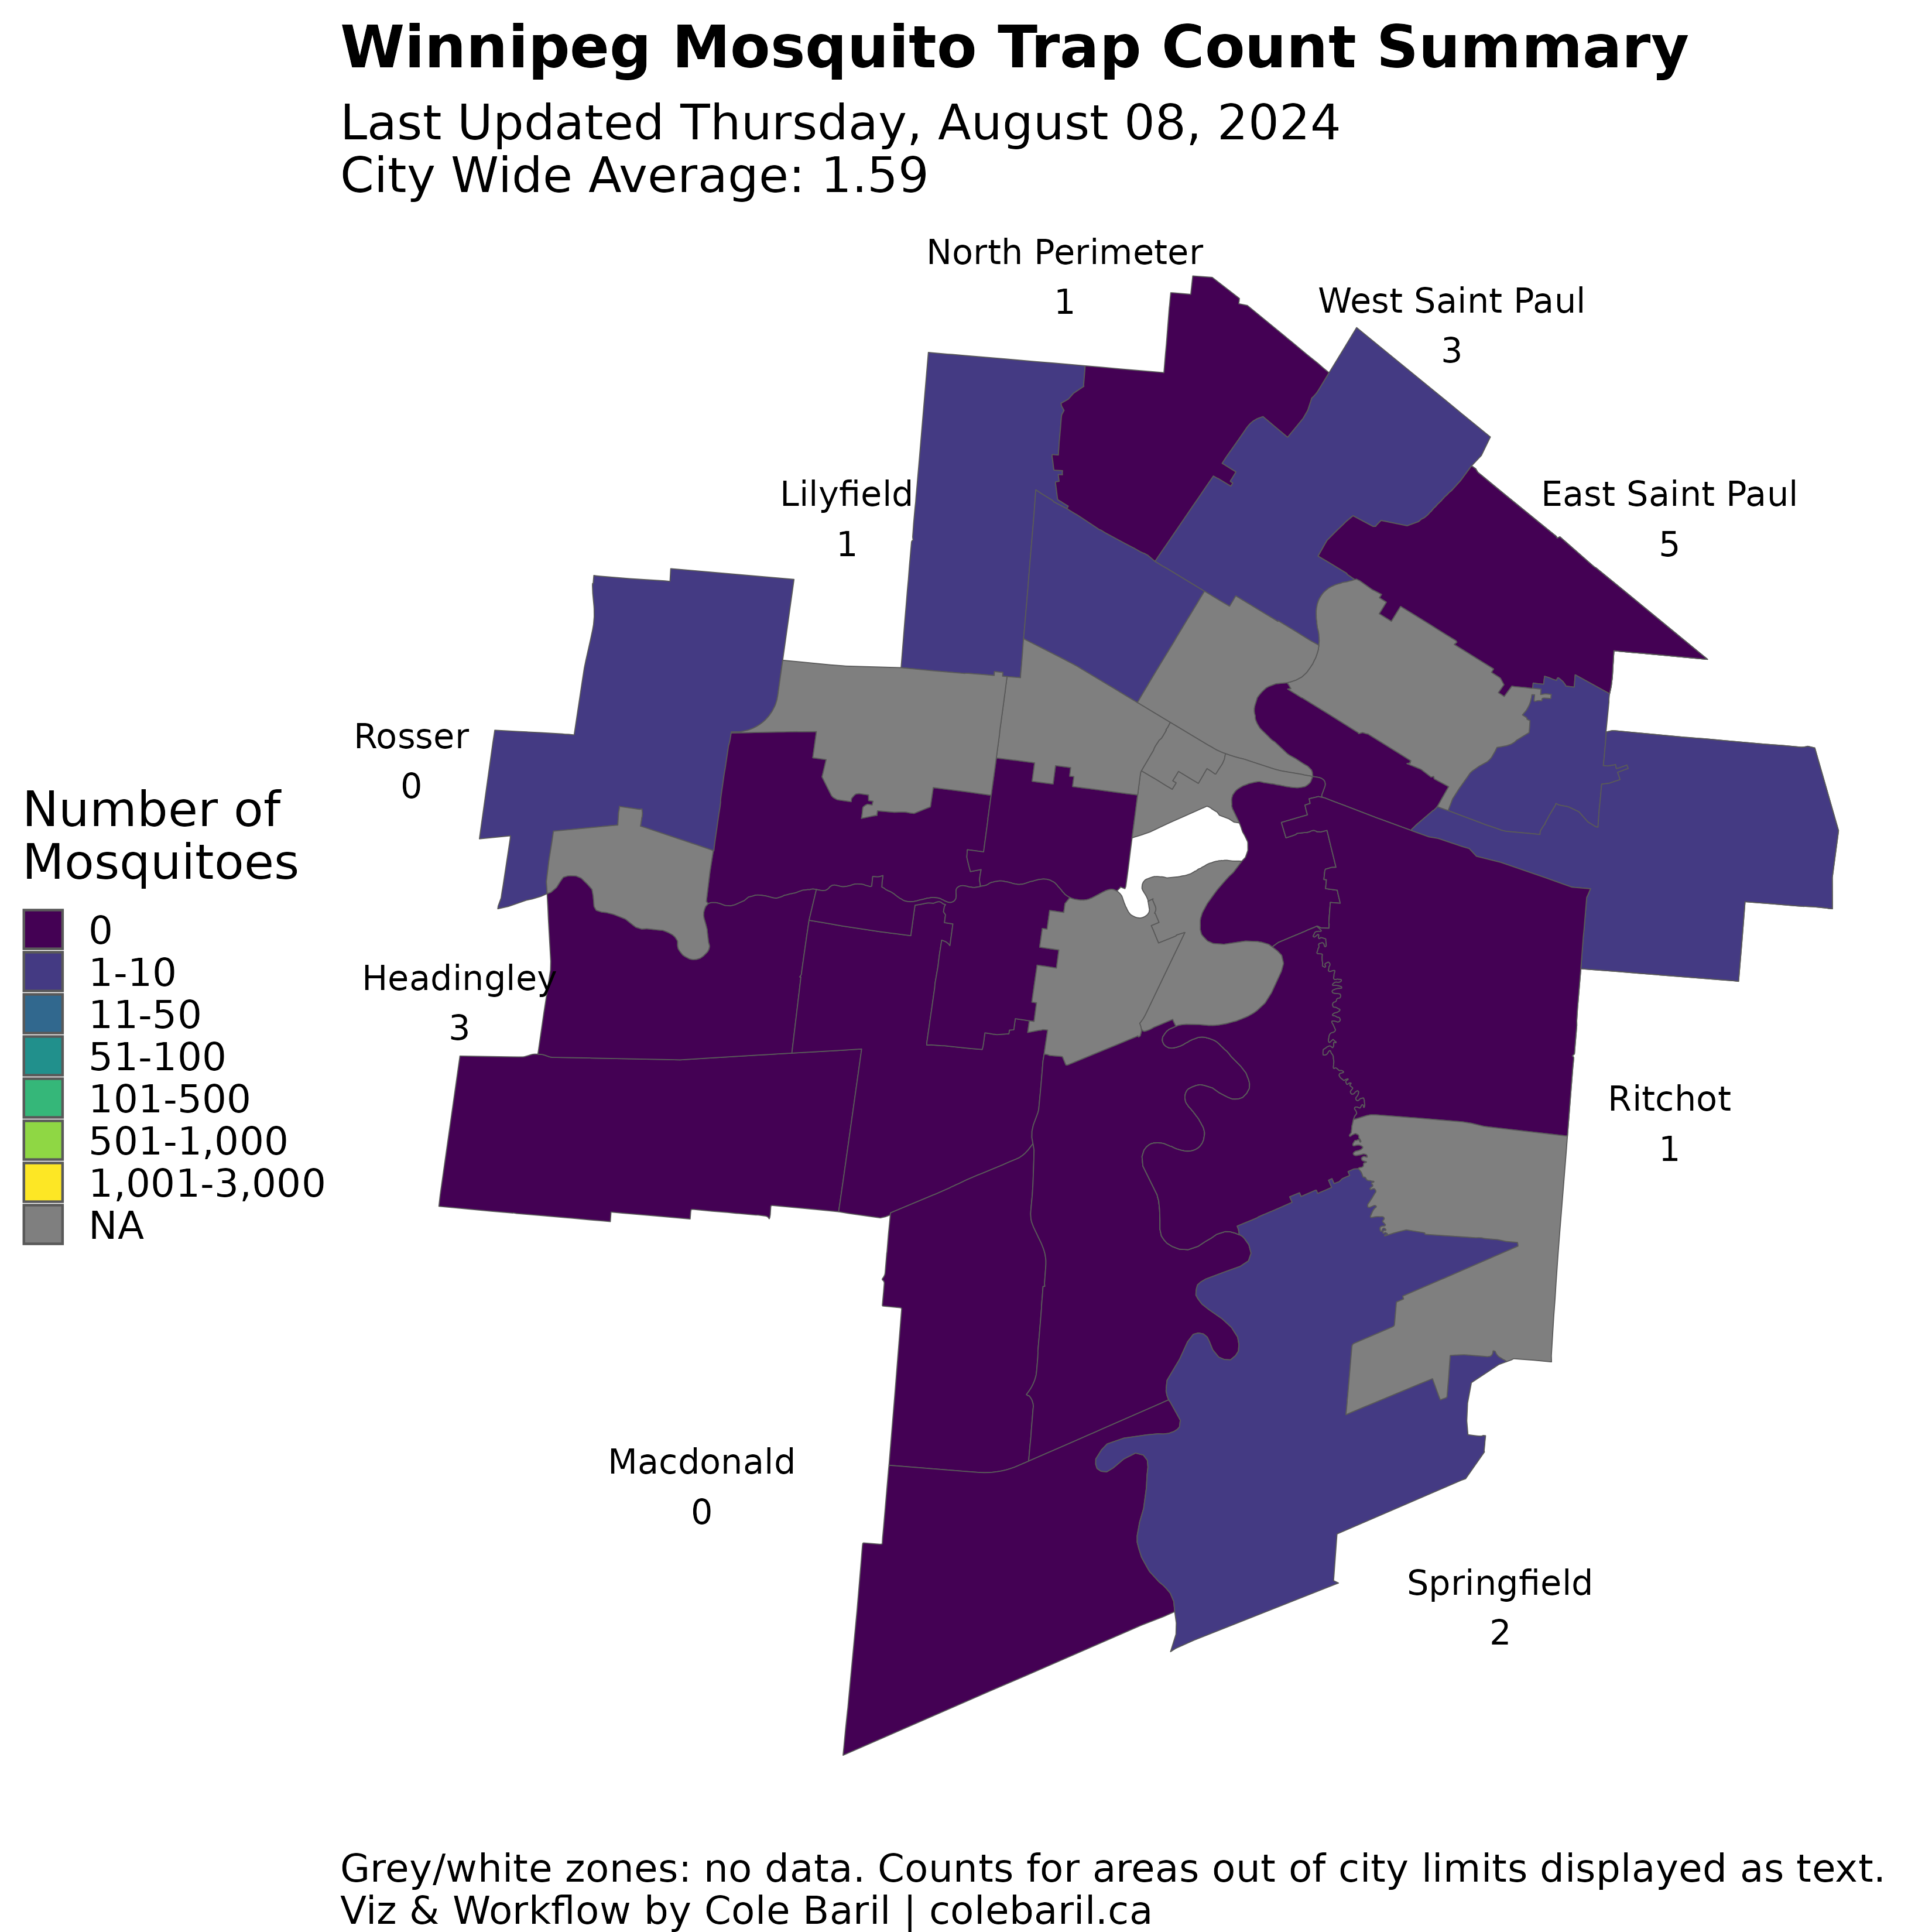 Winnipeg Mosquito Trap Count Summary
Last Updated Thursday, August 08, 2024
City Wide Average: 1.59
North Perimeter
1
West Saint Paul
3
Lilyfield
1
East Saint Paul
5
Rosser
0
Number of
Mosquitoes
0
1-10
11-50
51-100
101-500
501-1,000
1,001-3,000
NA
Headingley
3
Ritchot
1
Macdonald
0
Springfield
2
Grey/white zones: no data. Counts for areas out of city limits displayed as text.
Viz & Workflow by Cole Baril | colebaril.ca